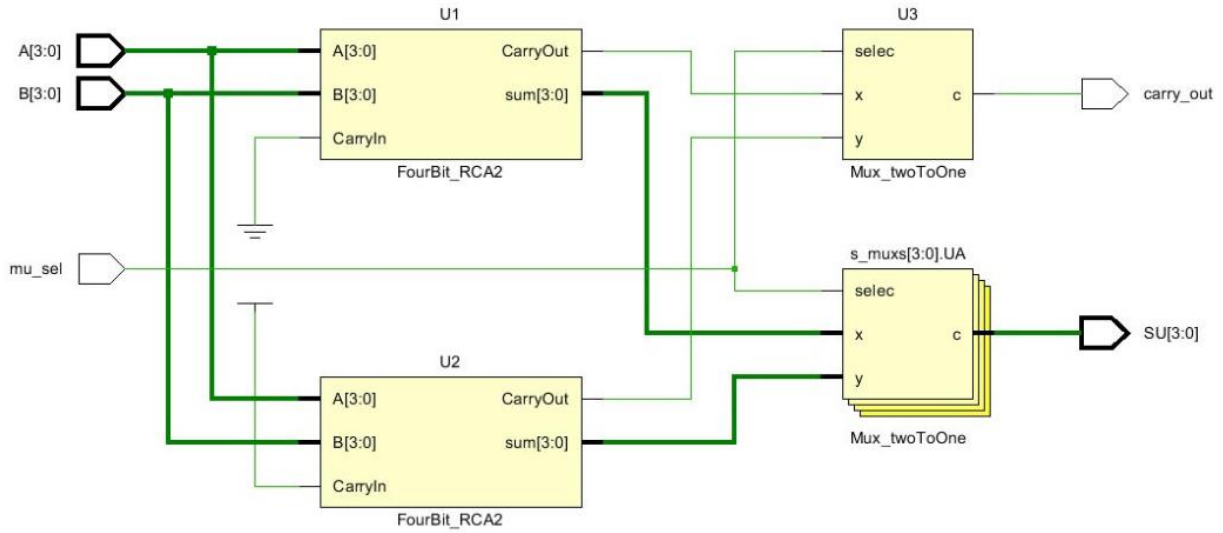 U1
U3
A[3:0]
A[3:0]
CarryOut
selec
B[3:0]
B[3:0]
sum[3:0]
x
c
carry_out
CarryIn
y
FourBit_RCA2
Mux_twoToOne
mu_sel
s_muxs[3:0].UA
selec
x
c
SU[3:0]
U2
y
A[3:0]
CarryOut
B[3:0]
sum[3:0]
Mux_twoToOne
CarryIn
FourBit_RCA2